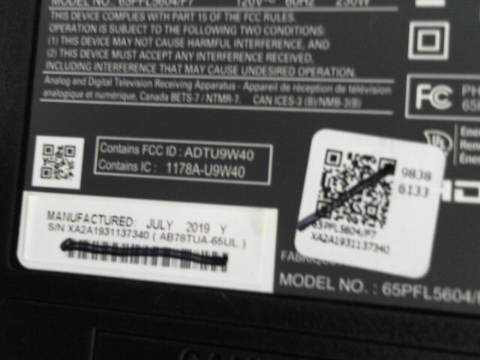 MODEL NO. : 65PFL5604/F7 120V~ 60Hz 230W
THIS DEVICE COMPLIES WITH PART 15 OF THE FCC RULES.
OPERATION IS SUBJECT TO THE FOLLOWING TWO CONDITIONS:
(1) THIS DEVICE MAY NOT CAUSE HARMFUL INTERFERENCE, AND
(2) THIS DEVICE MUST ACCEPT ANY INTERFERENCE RECEIVED,
INCLUDING INTERFERENCE THAT MAY CAUSE UNDESIRED OPERATION.
Analog and Digital Television Receiving Apparatus - Appareil de réception de télévision
analogique et numérique, Canada BETS-7 / NTMR-7. CAN ICES-3 (B)/NMB-3(B)
FC
Contains FCC ID : ADTU9W40
Contains IC : 1178A-U9W40
9838
6133
65PFL5604/F7
XA2A1931137340
MANUFACTURED: JULY 2019 Y
S/N XA2A1931137340 ( AB78TUA-65UL )
MODEL NO. : 65PFL5604/